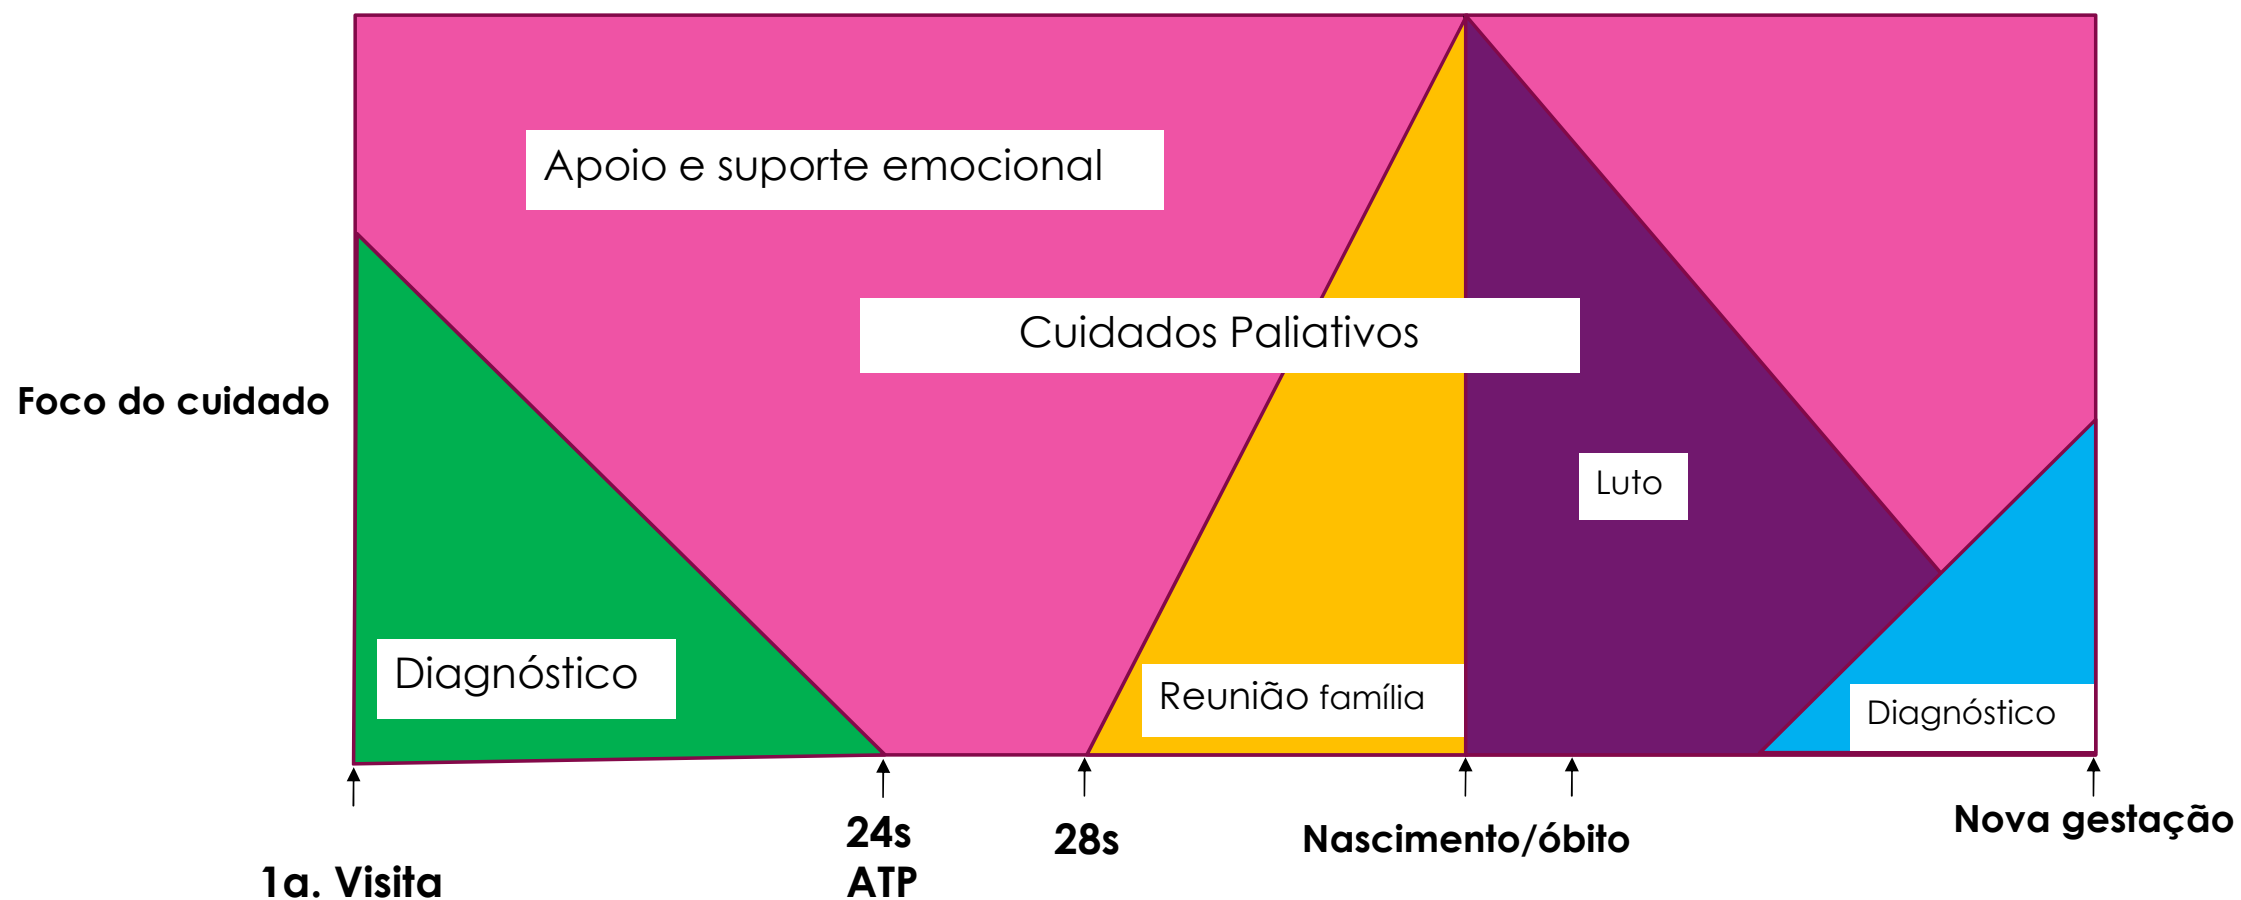 Apoio e suporte emocional
Cuidados Paliativos
Foco do cuidado
Luto
Diagnóstico
Reunião família
Diagnóstico
1a. Visita
24s
ATP
28s
Nascimento/óbito
Nova gestação